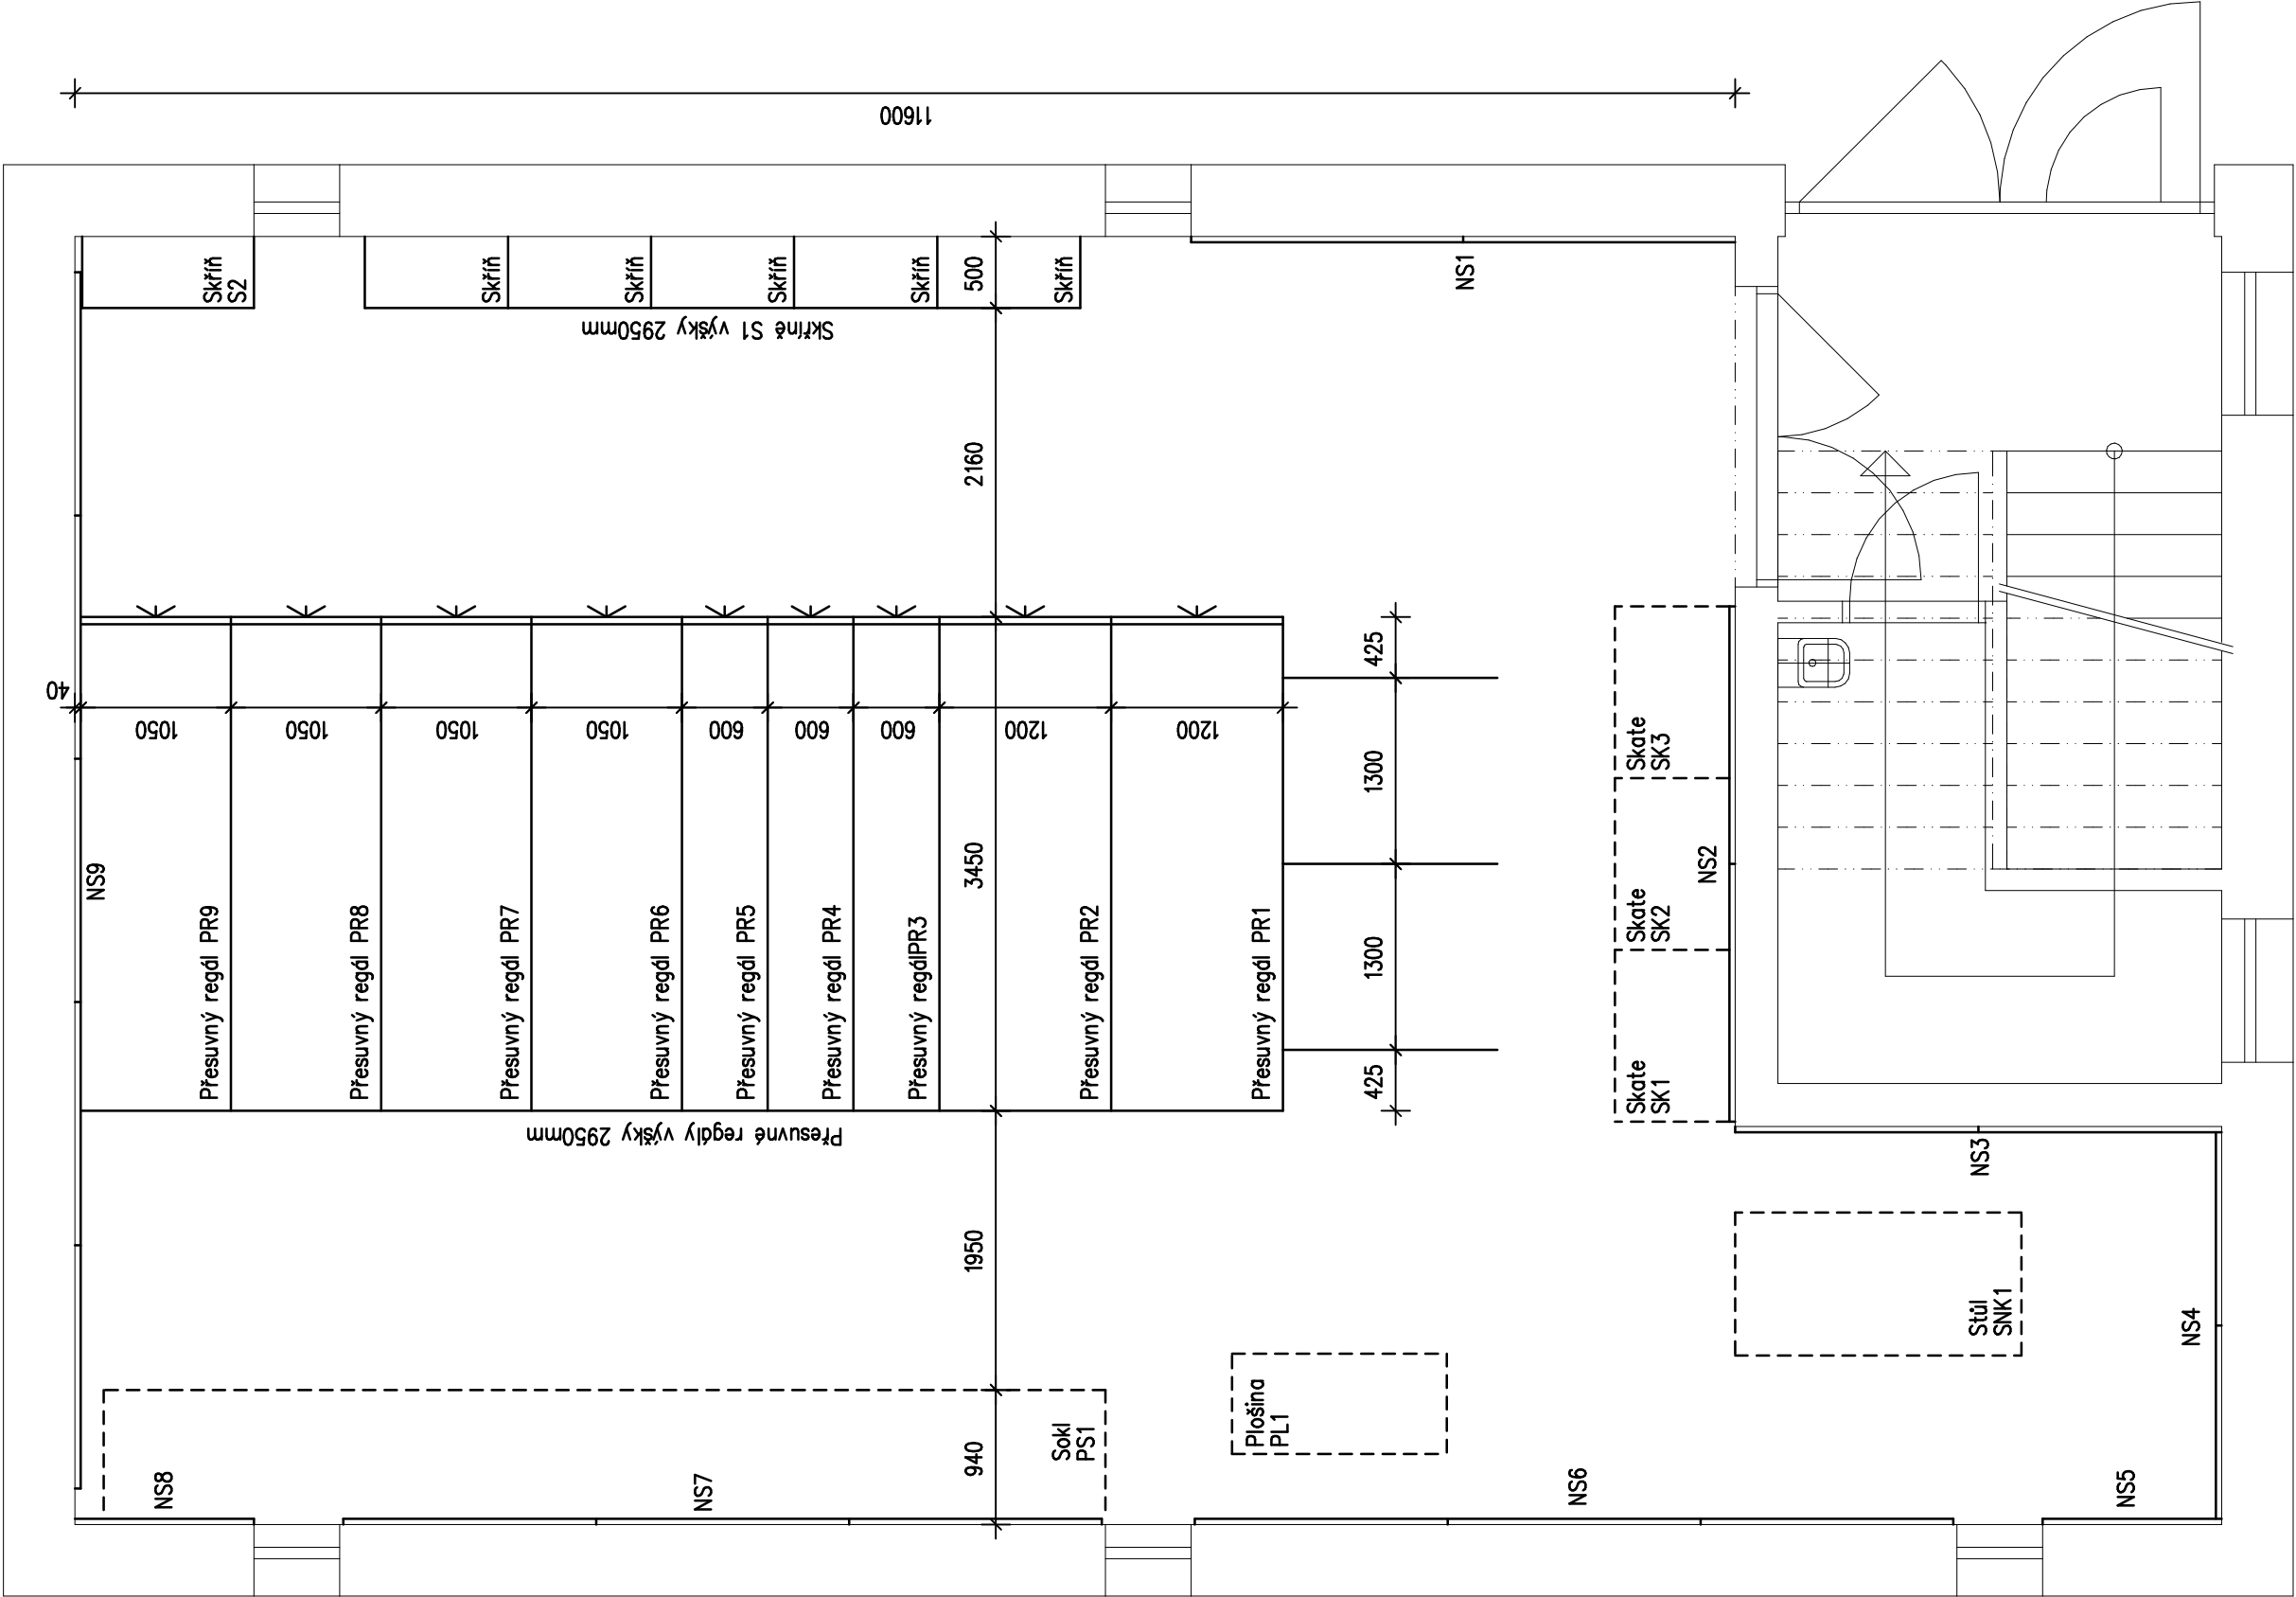 11600
Skříň
S2
Skříň
Skříň
Skříň
Skříň
Skříň
500
Skříně S1 výšky 2950mm
NS1
2160
40
1050
1050
1050
1050
600
600
600
1200
1200
425
1300
1300
425
3450
NS9
Přesuvný regál PR9
Přesuvný regál PR8
Přesuvný regál PR7
Přesuvný regál PR6
Přesuvný regál PR5
Přesuvný regál PR4
Přesuvný regálPR3
Přesuvný regál PR2
Přesuvný regál PR1
Přesuvné regály výšky 2950mm
Skate
SK3
Skate
SK2
Skate
SK1
NS2
NS3
1950
Stůl
SNK1
NS4
Plošina
PL1
Sokl
PS1
940
NS8
NS7
NS6
NS5